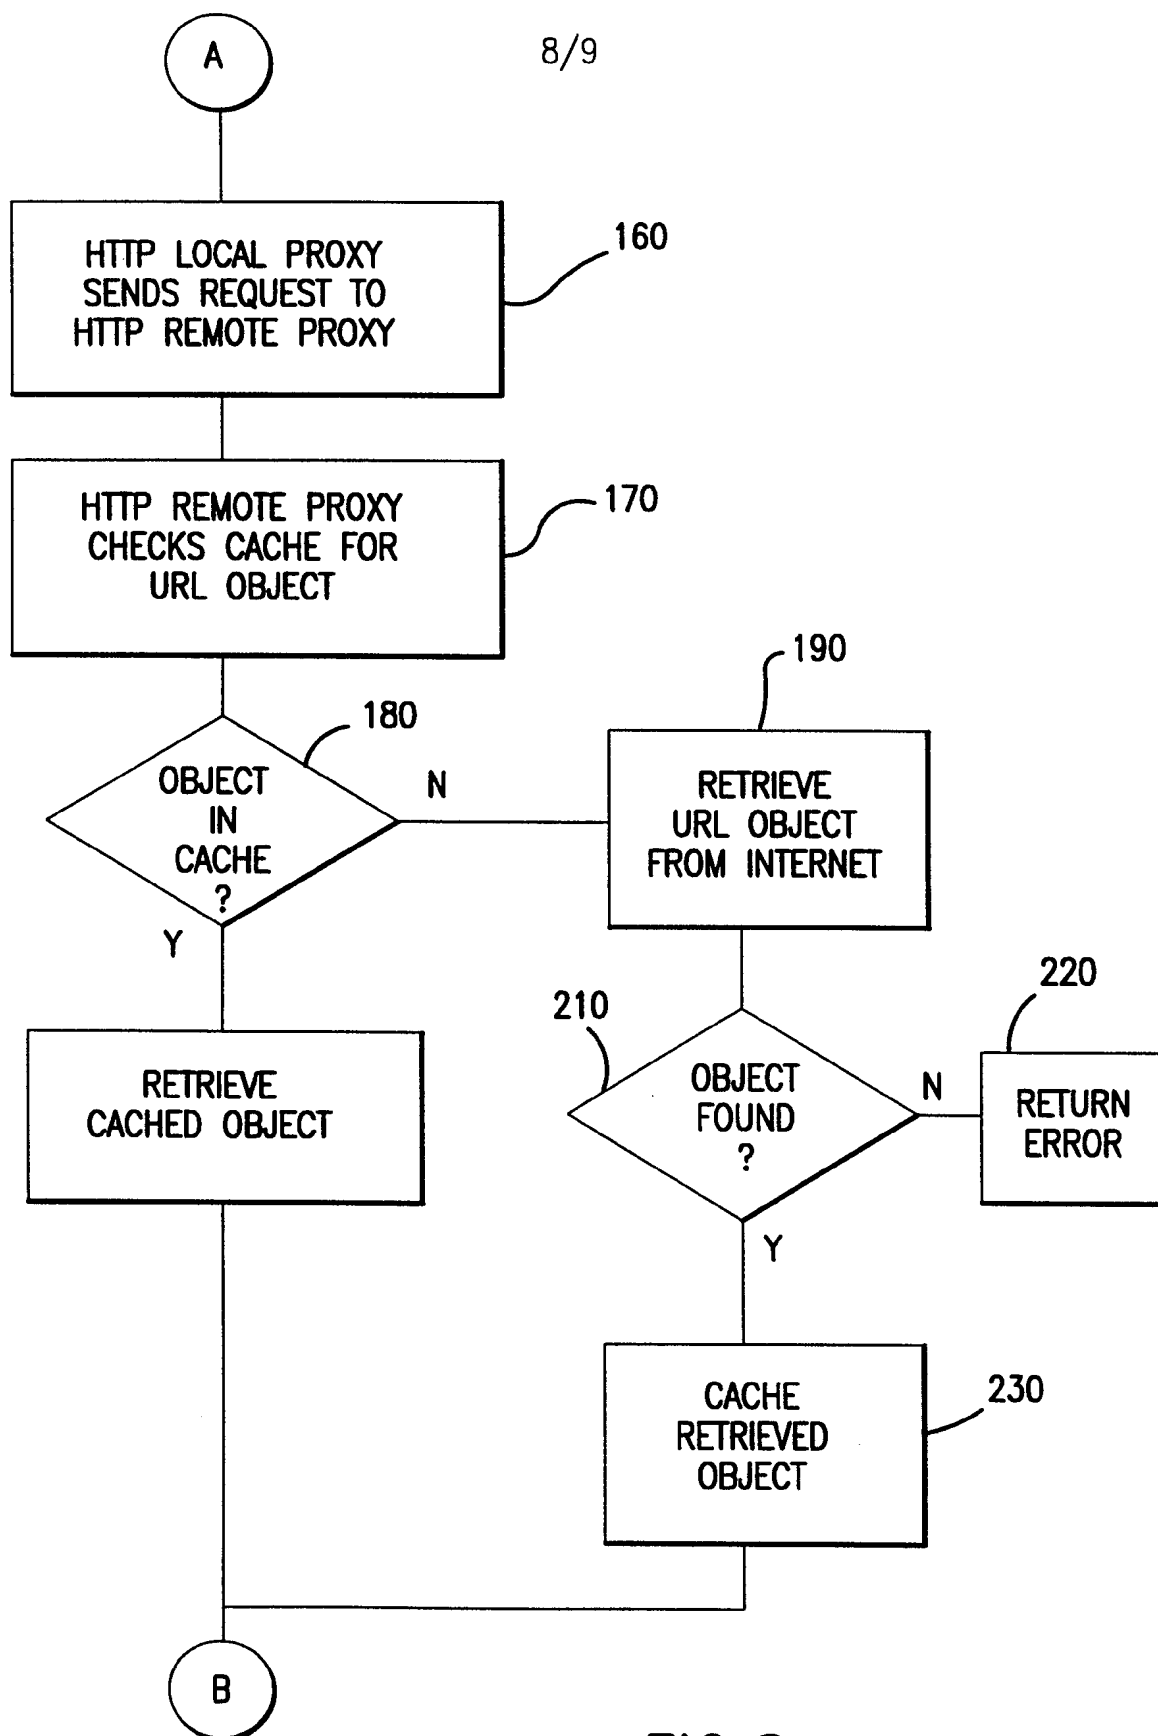 8/9
A
HTTP LOCAL PROXY
SENDS REQUEST TO
HTTP REMOTE PROXY
160
HTTP REMOTE PROXY
CHECKS CACHE FOR
URL OBJECT
170
180
OBJECT
IN
CACHE
?
N
Y
190
RETRIEVE
URL OBJECT
FROM INTERNET
RETRIEVE
CACHED OBJECT
210
OBJECT
FOUND
?
N
Y
220
RETURN
ERROR
CACHE
RETRIEVED
OBJECT
230
B